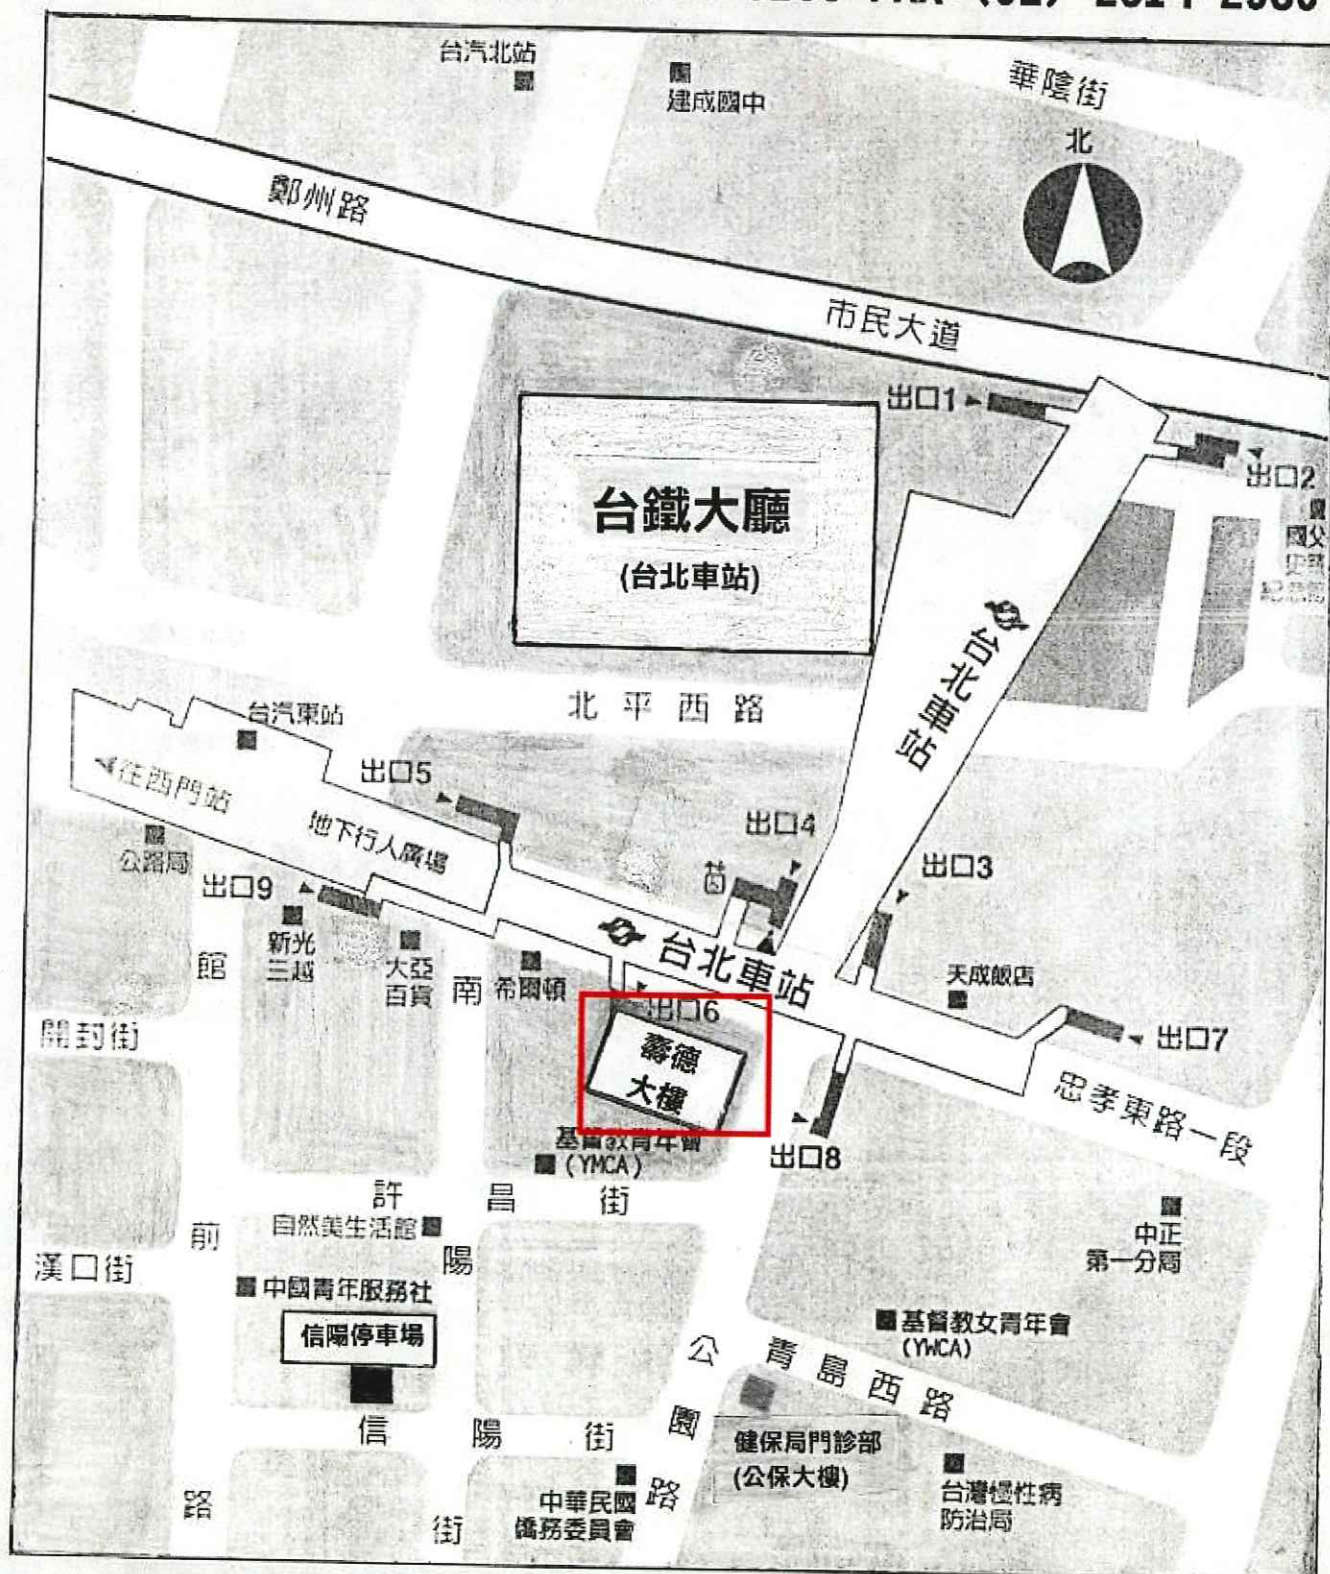 台汽北站
建成國中
華陰街
北
鄭州路
市民大道
出口1
出口2
台鐵大廳
(台北車站)
國父
史蹟
紀念館
台北車站
北平西路
台汽東站
往西門站
出口5
地下行人廣場
出口4
出口3
公路局
出口9
新光
三越
大亞
百貨
希爾頓
台北車站
天成飯店
出口6
出口7
壽德
大樓
忠孝東路一段
開封街
基督教青年會
(YMCA)
出口8
許昌街
館前路
南陽街
自然美生活館
漢口街
中國青年服務社
信陽停車場
中正
第一分局
基督教女青年會
(YWCA)
青島西路
公園路
信陽街
健保局門診部
(公保大樓)
中華民國
僑務委員會
台灣慢性病
防治局